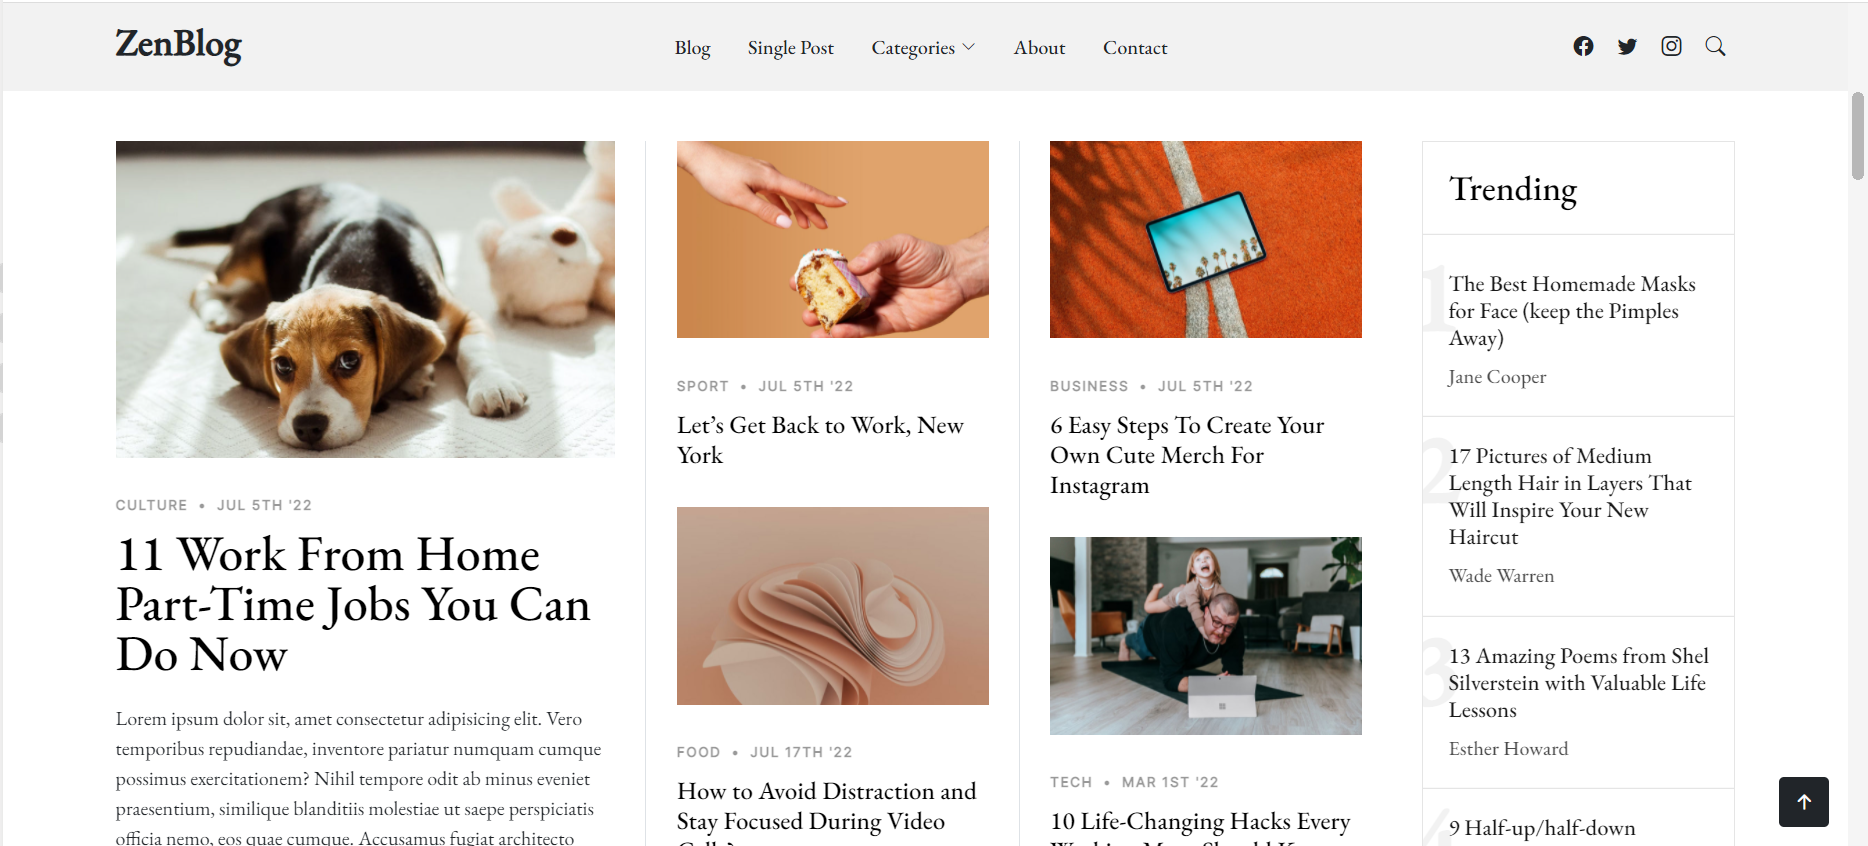 ZenBlog
Blog
Single Post
Categories
About
Contact
CULTURE • JUL 5TH '22
11 Work From Home
Part-Time Jobs You Can
Do Now
Lorem ipsum dolor sit, amet consectetur adipisicing elit. Vero
temporibus repudiandae, inventore pariatur numquam cumque
possimus exercitationem? Nihil tempore odit ab minus eveniet
praesentium, similique blanditiis molestiae ut saepe perspiciatis
officia nemo, eos quae cumque. Accusamus fugiat architecto
SPORT • JUL 5TH '22
Let’s Get Back to Work, New
York
FOOD • JUL 17TH '22
How to Avoid Distraction and
Stay Focused During Video
BUSINESS • JUL 5TH '22
6 Easy Steps To Create Your
Own Cute Merch For
Instagram
TECH • MAR 1ST '22
10 Life-Changing Hacks Every
Trending
1
The Best Homemade Masks
for Face (keep the Pimples
Away)
Jane Cooper
2
17 Pictures of Medium
Length Hair in Layers That
Will Inspire Your New
Haircut
Wade Warren
3
13 Amazing Poems from Shel
Silverstein with Valuable Life
Lessons
Esther Howard
9 Half-up/half-down